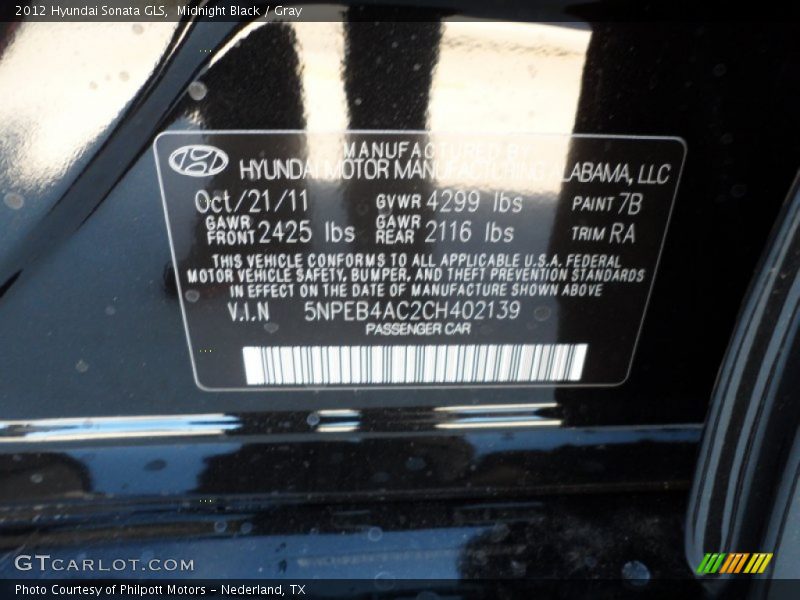 2012 Hyundai Sonata GLS, Midnight Black / Gray
MANUFACTURED BY
HYUNDAI MOTOR MANUFACTURING ALABAMA, LLC
Oct/21/11 GVWR 4299 lbs PAINT 7B
GAWR FRONT 2425 lbs GAWR REAR 2116 lbs TRIM RA
THIS VEHICLE CONFORMS TO ALL APPLICABLE U.S.A. FEDERAL
MOTOR VEHICLE SAFETY, BUMPER, AND THEFT PREVENTION STANDARDS
IN EFFECT ON THE DATE OF MANUFACTURE SHOWN ABOVE
V.I.N 5NPEB4AC2CH402139
PASSENGER CAR
GTCARLOT.COM
Photo Courtesy of Philpott Motors - Nederland, TX